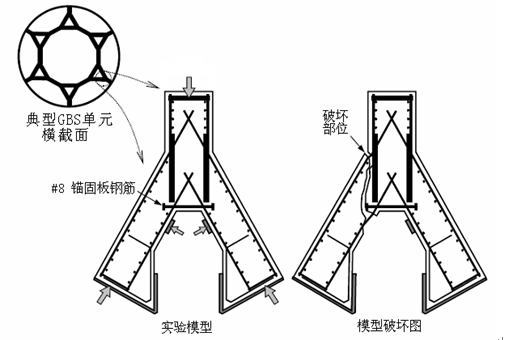 典型GBS单元
横截面
破坏
部位
#8 锚固板钢筋
实验模型
模型破坏图